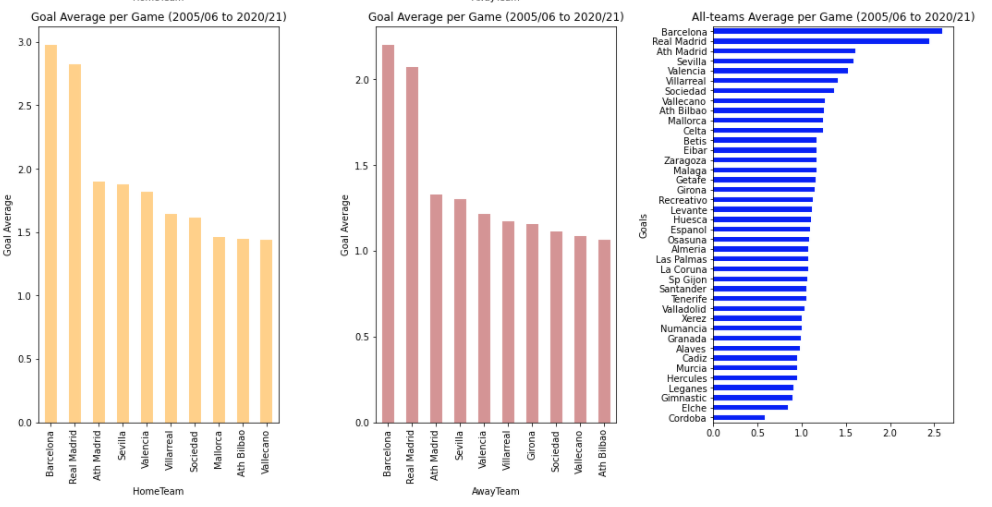 HomeTeam
AwayTeam
Goal Average per Game (2005/06 to 2020/21)
3.0
2.5
2.0
1.5
1.0
0.5
0.0
Goal Average
Barcelona
Real Madrid
Ath Madrid
Sevilla
Valencia
Villarreal
Sociedad
Mallorca
Ath Bilbao
Vallecano
HomeTeam
Goal Average per Game (2005/06 to 2020/21)
2.0
1.5
1.0
0.5
0.0
Goal Average
Barcelona
Real Madrid
Ath Madrid
Sevilla
Valencia
Villarreal
Girona
Sociedad
Vallecano
Ath Bilbao
AwayTeam
All-teams Average per Game (2005/06 to 2020/21)
Goals
Barcelona
Real Madrid
Ath Madrid
Sevilla
Valencia
Villarreal
Sociedad
Vallecano
Ath Bilbao
Mallorca
Celta
Betis
Eibar
Zaragoza
Malaga
Getafe
Girona
Recreativo
Levante
Huesca
Espanol
Osasuna
Almeria
Las Palmas
La Coruna
Sp Gijon
Santander
Tenerife
Valladolid
Xerez
Numancia
Granada
Alaves
Cadiz
Murcia
Hercules
Leganes
Gimnastic
Elche
Cordoba
0.0
0.5
1.0
1.5
2.0
2.5